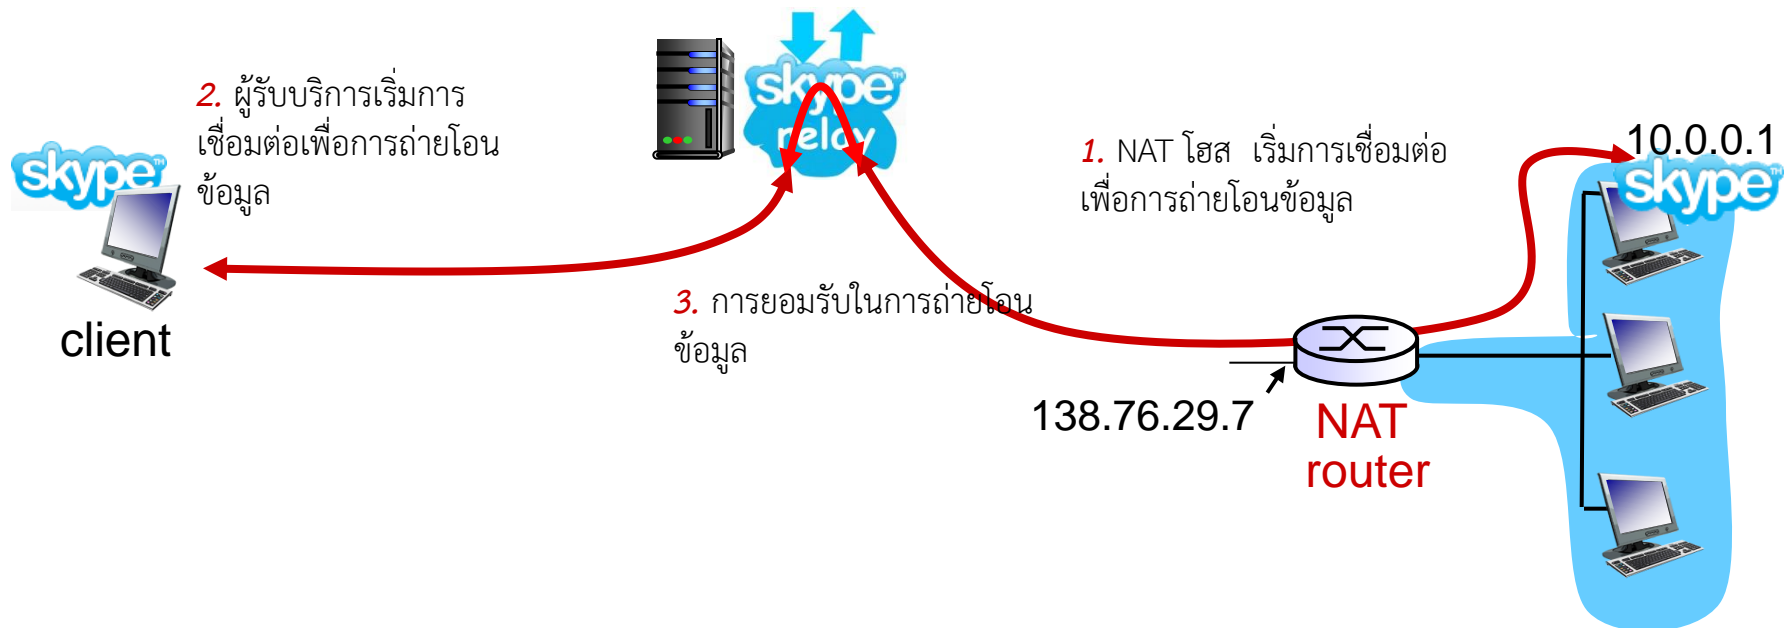 2. ผู้รับบริการเริ่มการ
เชื่อมต่อเพื่อการถ่ายโอน
ข้อมูล
skype™
client
skype™
relay
1. NAT โฮส เริ่มการเชื่อมต่อ
เพื่อการถ่ายโอนข้อมูล
10.0.0.1
skype™
3. การยอมรับในการถ่ายโอน
ข้อมูล
138.76.29.7
NAT
router